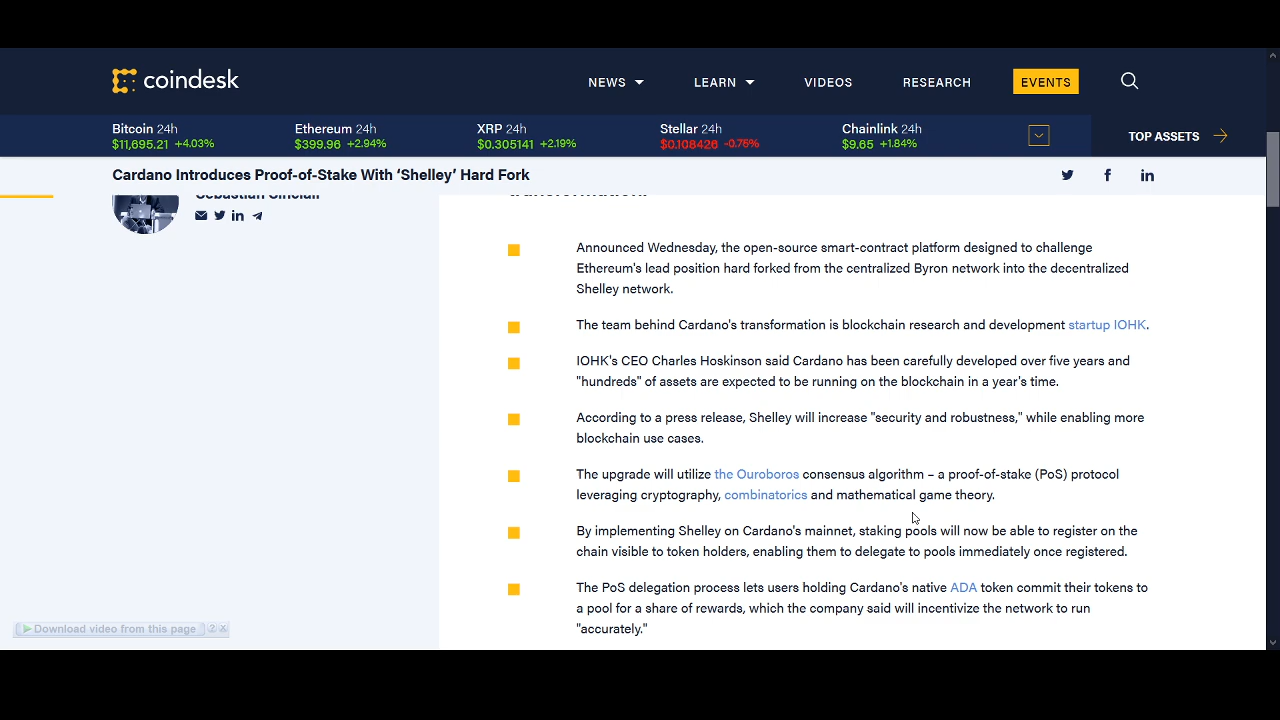 coindesk
NEWS
LEARN
VIDEOS
RESEARCH
EVENTS
Bitcoin 24h
$11,695.21 +4.03%
Ethereum 24h
$399.96 +2.94%
XRP 24h
$0.305141 +2.19%
Stellar 24h
$0.108426 -0.75%
Chainlink 24h
$9.65 +1.84%
TOP ASSETS
Cardano Introduces Proof-of-Stake With ‘Shelley’ Hard Fork
Sebastian Sinclair
transformation.
Announced Wednesday, the open-source smart-contract platform designed to challenge
Ethereum's lead position hard forked from the centralized Byron network into the decentralized
Shelley network.
The team behind Cardano's transformation is blockchain research and development startup IOHK.
IOHK's CEO Charles Hoskinson said Cardano has been carefully developed over five years and
"hundreds" of assets are expected to be running on the blockchain in a year's time.
According to a press release, Shelley will increase "security and robustness," while enabling more
blockchain use cases.
The upgrade will utilize the Ouroboros consensus algorithm – a proof-of-stake (PoS) protocol
leveraging cryptography, combinatorics and mathematical game theory.
By implementing Shelley on Cardano's mainnet, staking pools will now be able to register on the
chain visible to token holders, enabling them to delegate to pools immediately once registered.
The PoS delegation process lets users holding Cardano's native ADA token commit their tokens to
a pool for a share of rewards, which the company said will incentivize the network to run
"accurately."
Download video from this page ? x